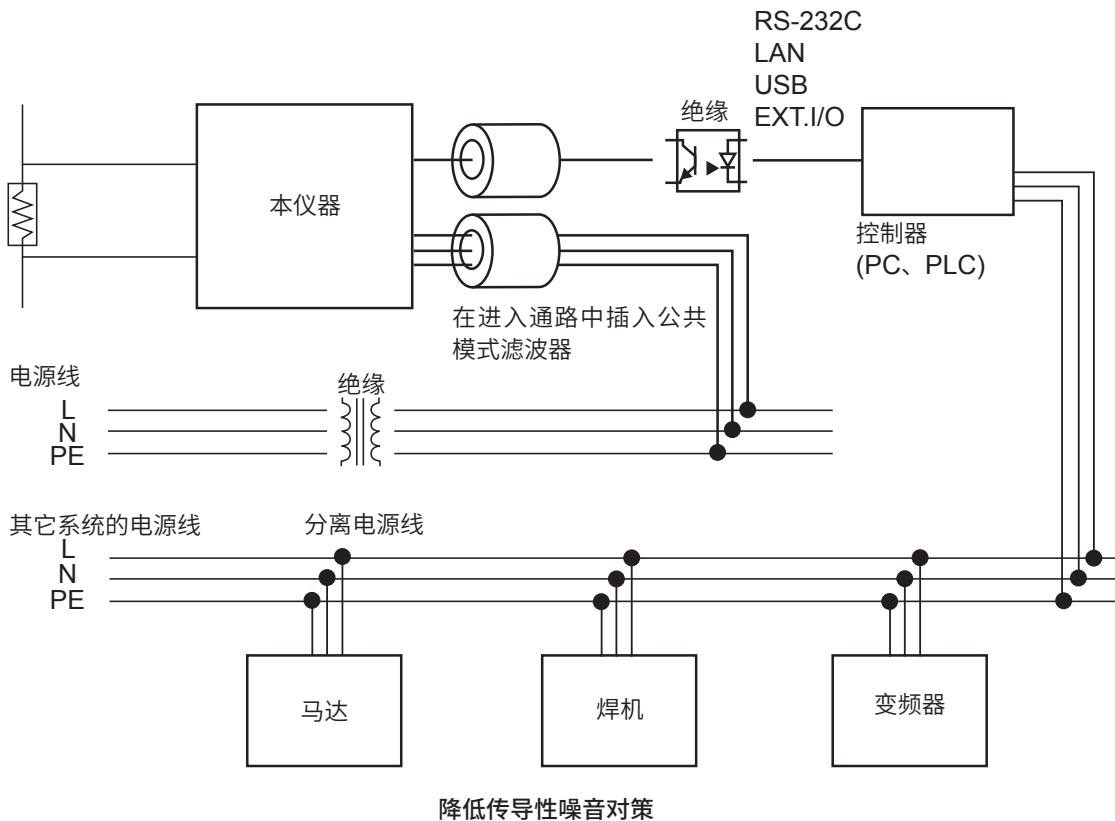 RS-232C
LAN
USB
EXT.I/O
绝缘
本仪器
控制器
(PC、PLC)
在进入通路中插入公共
模式滤波器
电源线
绝缘
L
N
PE
其它系统的电源线
分离电源线
L
N
PE
马达
焊机
变频器
降低传导性噪音对策